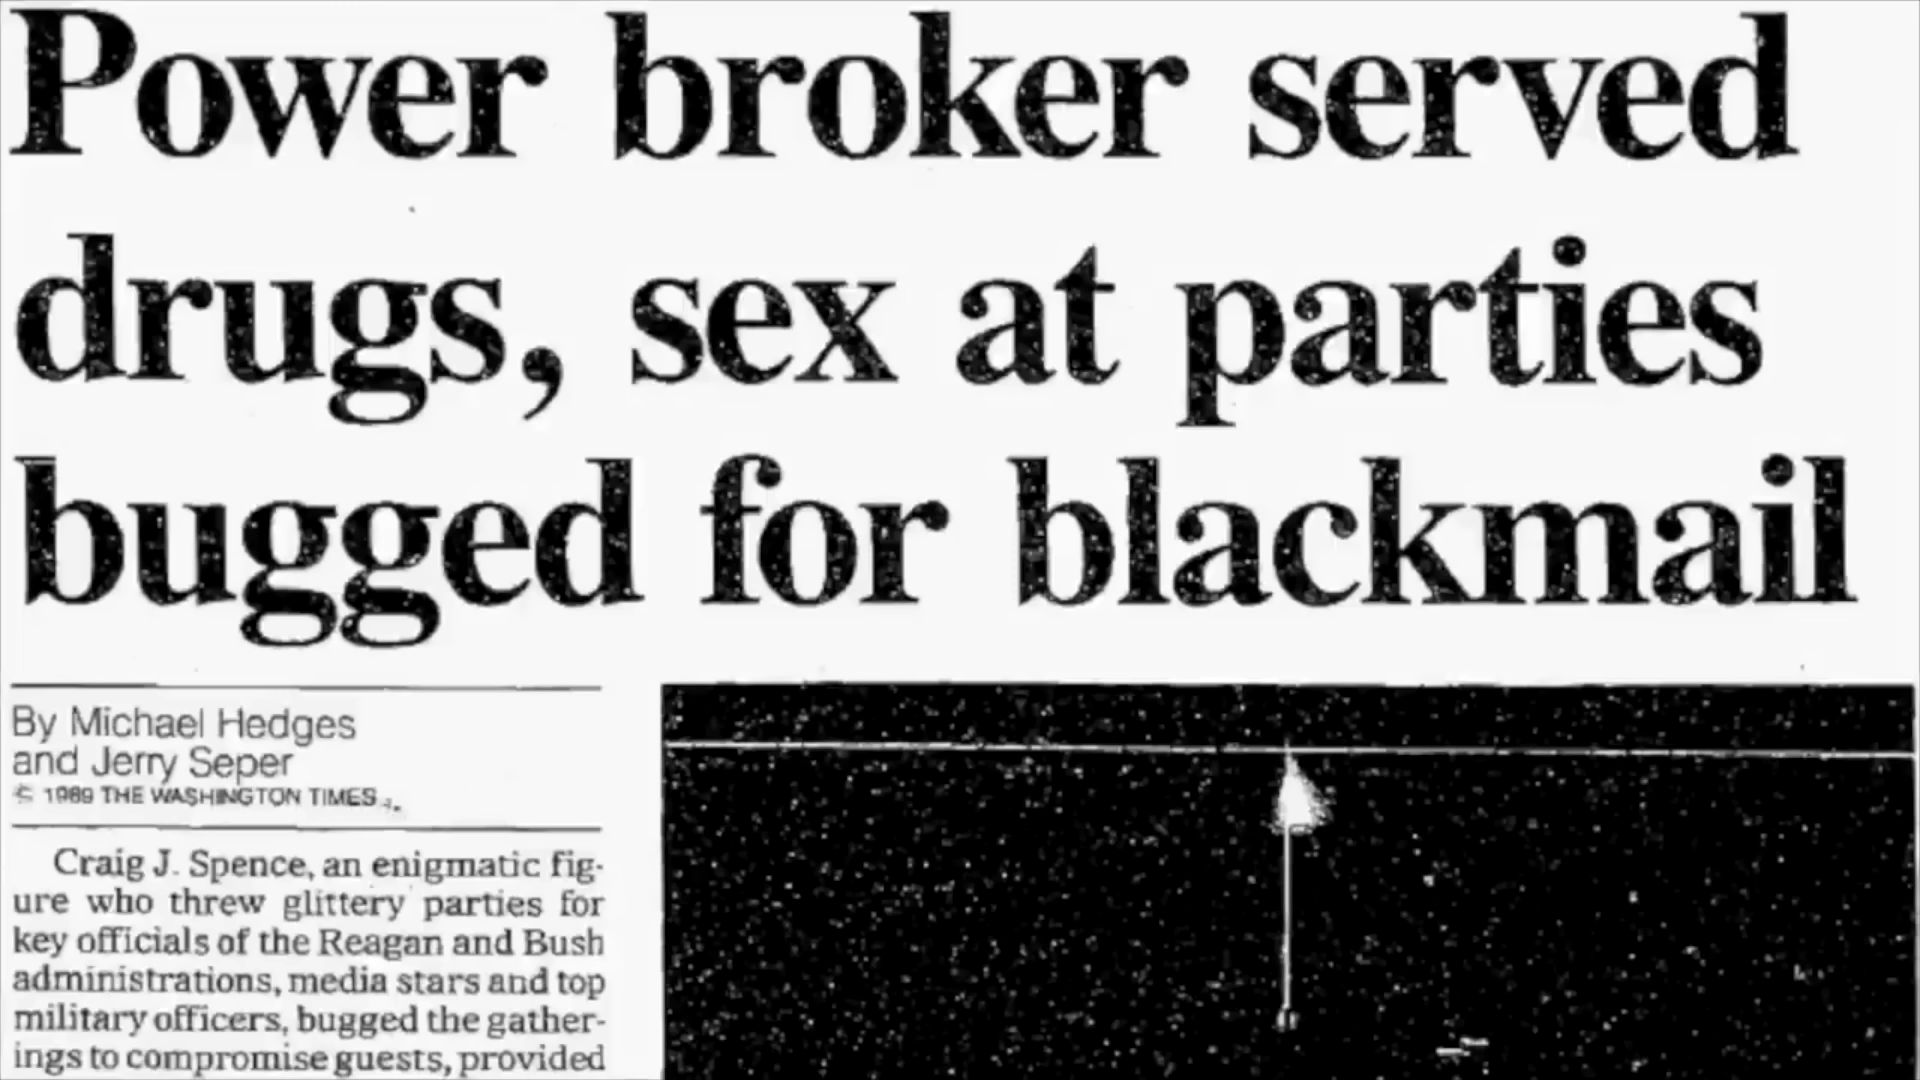 Power broker served
drugs, sex at parties
bugged for blackmail
By Michael Hedges
and Jerry Seper
© 1989 THE WASHINGTON TIMES
Craig J. Spence, an enigmatic fig-
ure who threw glittery parties for
key officials of the Reagan and Bush
administrations, media stars and top
military officers, bugged the gather-
ings to compromise guests, provided